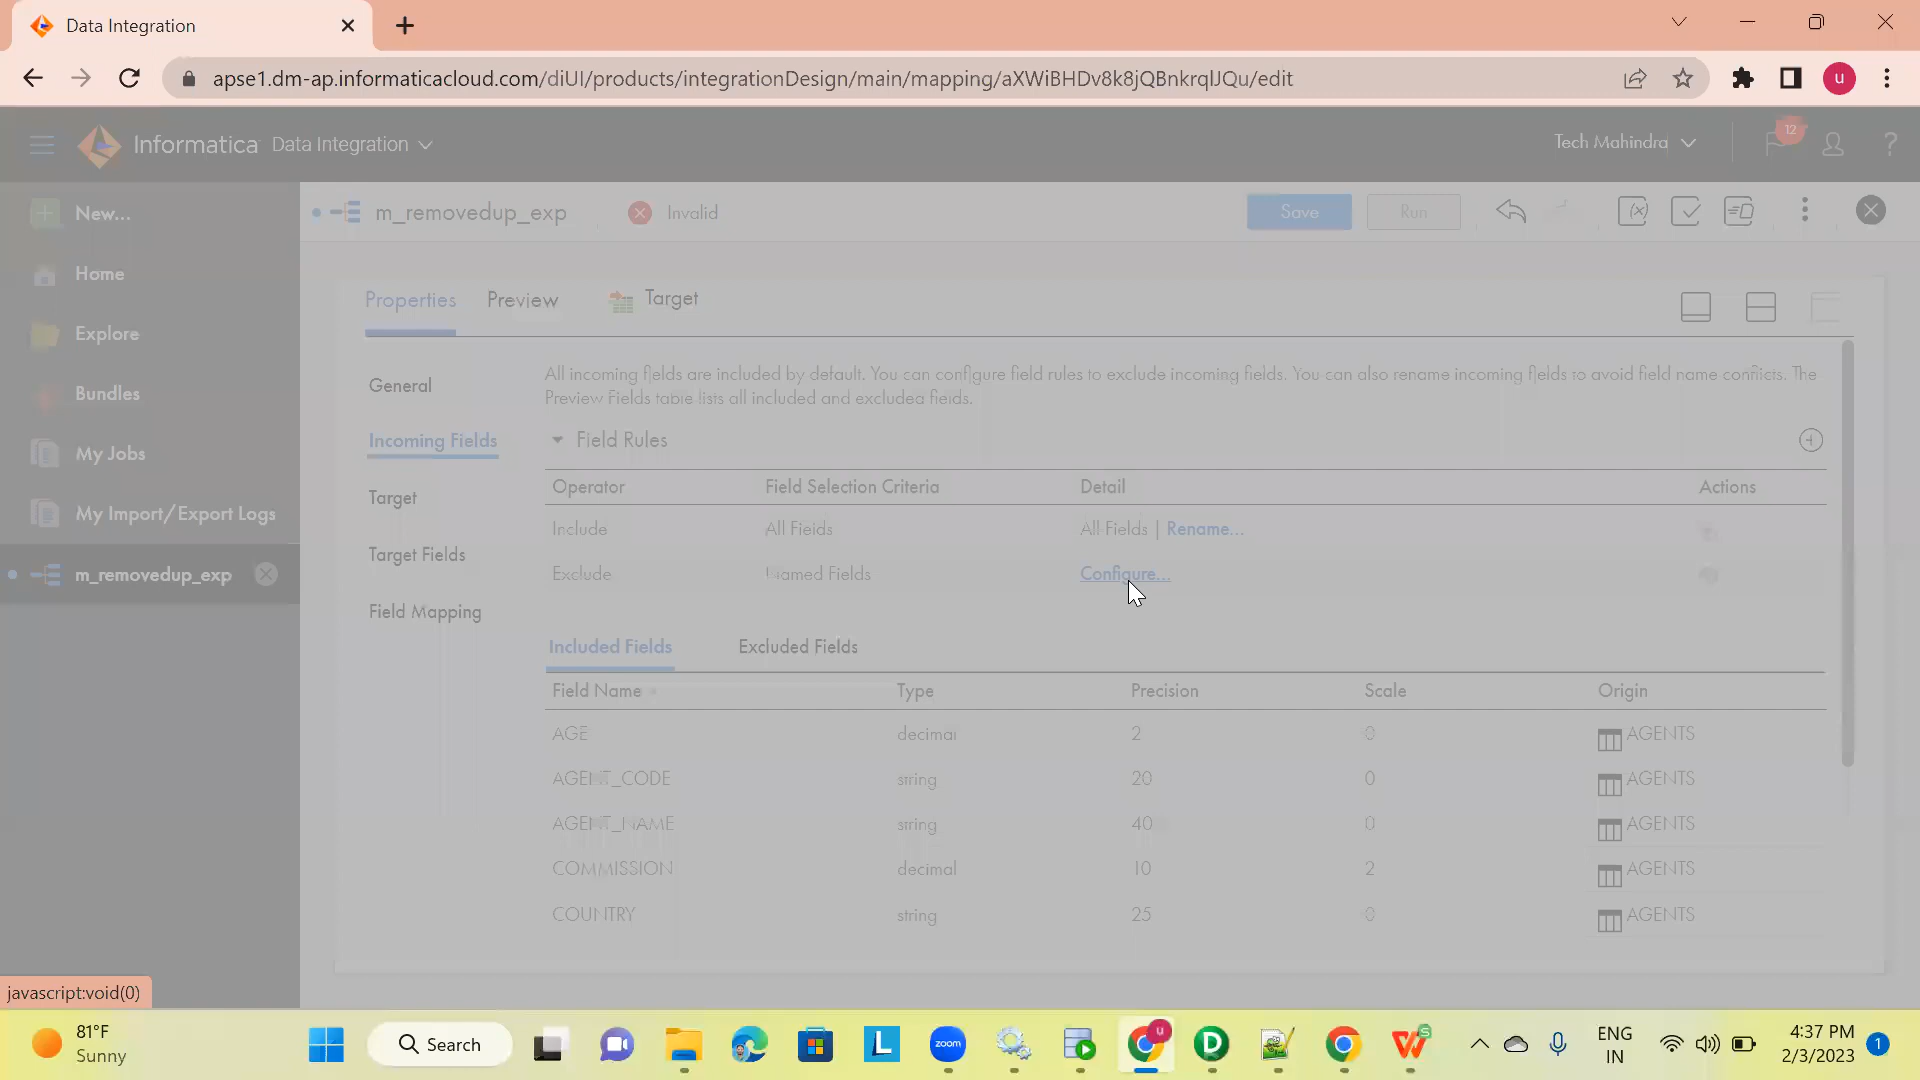 Data Integration
apse1.dm-ap.informaticacloud.com/diUI/products/integrationDesign/main/mapping/aXWiBHDv8k8jQBnkrqlJQu/edit
u
Informatica Data Integration
Tech Mahindra
12
?
New...
Home
Explore
Bundles
My Jobs
My Import/Export Logs
m_removedup_exp
m_removedup_exp
Invalid
Save
Run
Properties
Preview
Target
General
Incoming Fields
Target
Target Fields
Field Mapping
All incoming fields are included by default. You can configure field rules to exclude incoming fields. You can also rename incoming fields to avoid field name conflicts. The
Preview Fields table lists all included and excluded fields.
Field Rules
Operator Field Selection Criteria Detail Actions
Include All Fields All Fields | Rename...
Exclude Named Fields Configure...
Included Fields Excluded Fields
Field Name Type Precision Scale Origin
AGE decimal 2 0 AGENTS
AGENT_CODE string 20 0 AGENTS
AGENT_NAME string 40 0 AGENTS
COMMISSION decimal 10 2 AGENTS
COUNTRY string 25 0 AGENTS
javascript:void(0)
81°F
Sunny
Search
L
zoom
u
D
W
S
ENG
IN
4:37 PM
2/3/2023
1